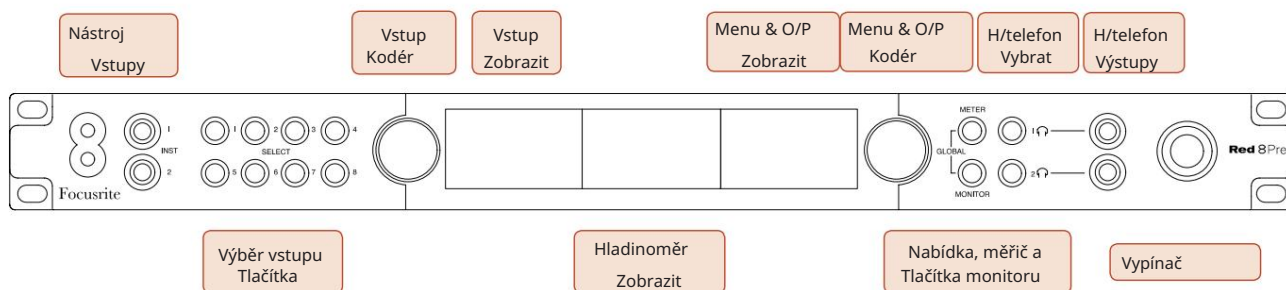 Nástroj
Vstupy
Vstup
Kodér
Vstup
Zobrazit
Menu & O/P
Zobrazit
Menu & O/P
Kodér
H/telefon
Vybrat
H/telefon
Výstupy
1
INST
2
1
2
3
4
SELECT
5
6
7
8
Focusrite
METER
GLOBAL
MONITOR
1
2
Red 8Pre
Výběr vstupu
Tlačítka
Hladinoměr
Zobrazit
Nabídka, měřič a
Tlačítka monitoru
Vypínač